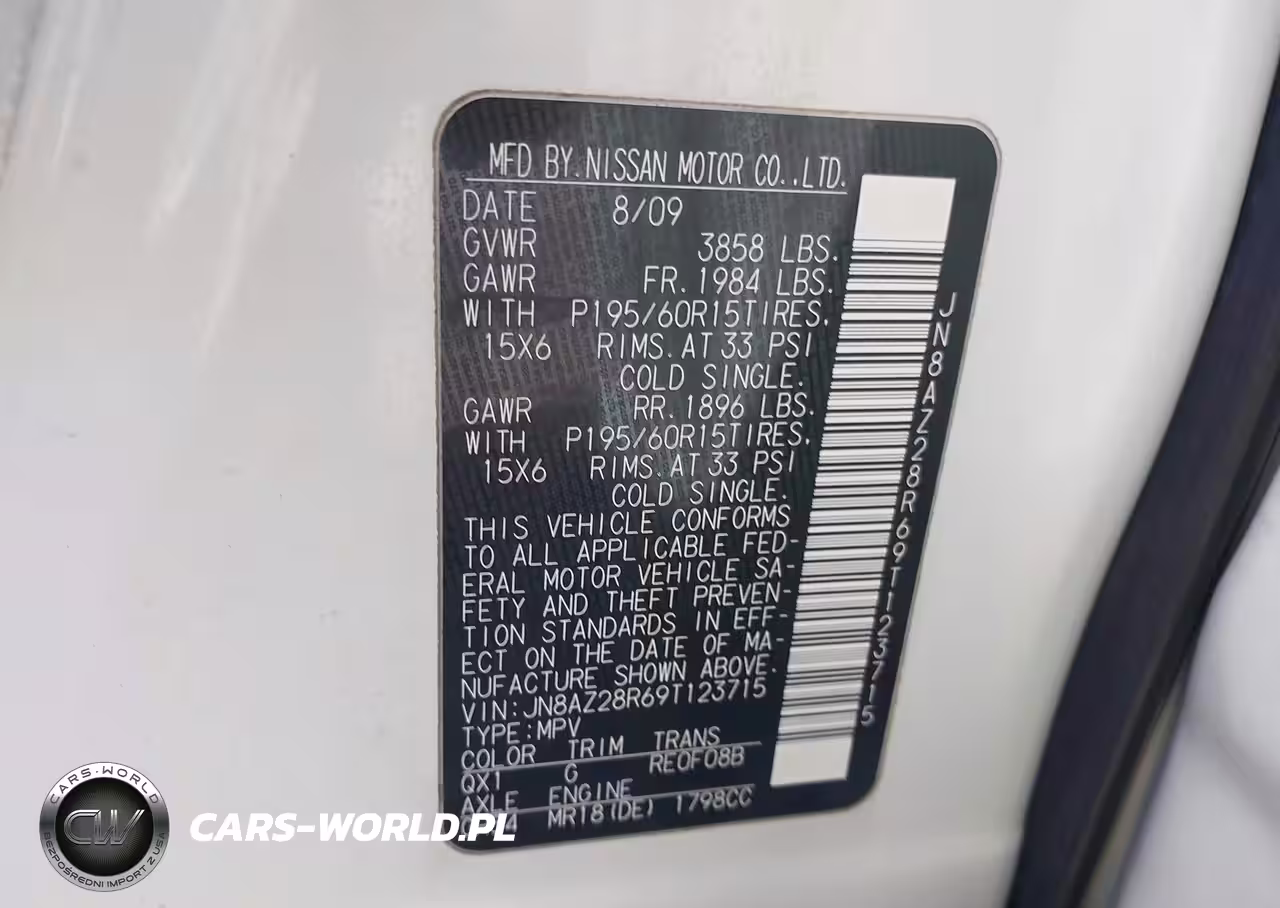 MFD BY.NISSAN MOTOR CO.,LTD.
DATE 8/09
GVWR 3858 LBS.
GAWR FR.1984 LBS.
WITH P195/60R15TIRES.
15X6 RIMS.AT 33 PSI
COLD SINGLE.
GAWR RR.1896 LBS.
WITH P195/60R15TIRES.
15X6 RIMS.AT 33 PSI
COLD SINGLE.
THIS VEHICLE CONFORMS
TO ALL APPLICABLE FED-
ERAL MOTOR VEHICLE SA-
FETY AND THEFT PREVEN-
TION STANDARDS IN EFF-
ECT ON THE DATE OF MA-
NUFACTURE SHOWN ABOVE.
VIN:JN8AZ28R69T123715
TYPE:MPV
COLOR TRIM TRANS
QX1 G RE0F08B
AXLE ENGINE
MR18(DE) 1798CC
JN8AZ28R69T123715
CARS-WORLD
CW
BEZPOŚREDNI IMPORT Z USA
CARS-WORLD.PL